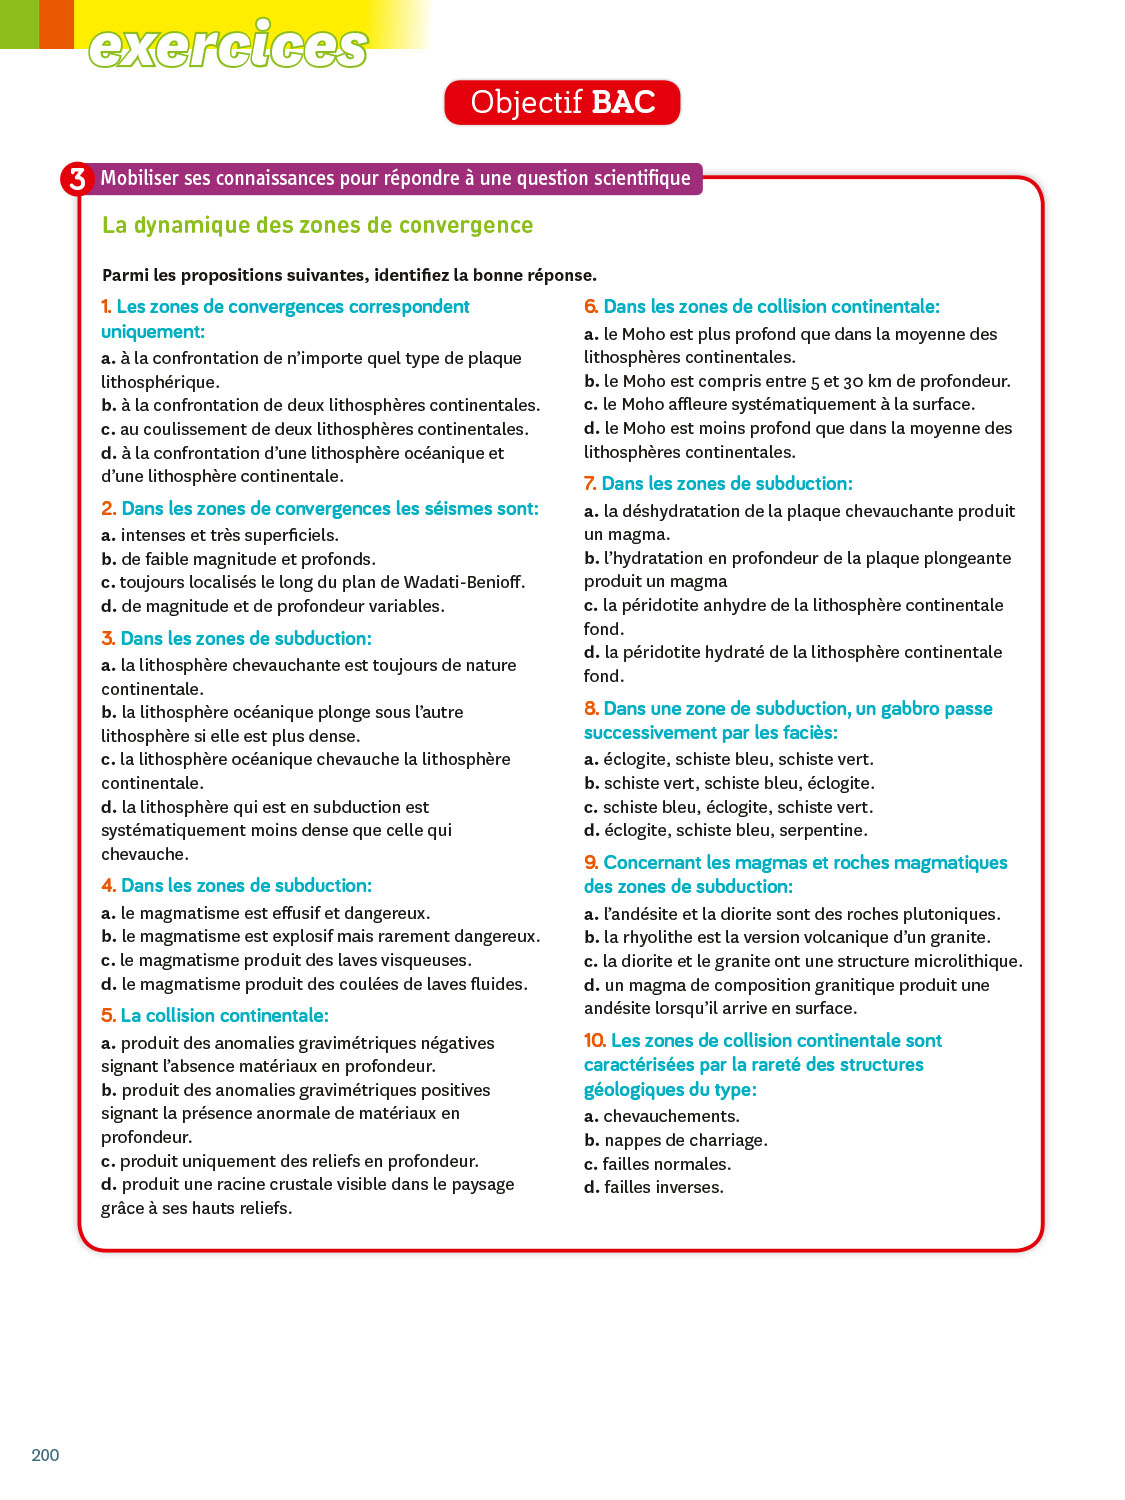 exercices
Objectif BAC
3 Mobiliser ses connaissances pour répondre à une question scientifique
La dynamique des zones de convergence
Parmi les propositions suivantes, identifiez la bonne réponse.
1. Les zones de convergences correspondent
uniquement:
a. à la confrontation de n'importe quel type de plaque
lithosphérique.
b. à la confrontation de deux lithosphères continentales.
c. au coulissement de deux lithosphères continentales.
d. à la confrontation d'une lithosphère océanique et
d'une lithosphère continentale.
2. Dans les zones de convergences les séismes sont:
a. intenses et très superficiels.
b. de faible magnitude et profonds.
c. toujours localisés le long du plan de Wadati-Benioff.
d. de magnitude et de profondeur variables.
3. Dans les zones de subduction:
a. la lithosphère chevauchante est toujours de nature
continentale.
b. la lithosphère océanique plonge sous l'autre
lithosphère si elle est plus dense.
c. la lithosphère océanique chevauche la lithosphère
continentale.
d. la lithosphère qui est en subduction est
systématiquement moins dense que celle qui
chevauche.
4. Dans les zones de subduction:
a. le magmatisme est effusif et dangereux.
b. le magmatisme est explosif mais rarement dangereux.
c. le magmatisme produit des laves visqueuses.
d. le magmatisme produit des coulées de laves fluides.
5. La collision continentale:
a. produit des anomalies gravimétriques négatives
signant l'absence matériaux en profondeur.
b. produit des anomalies gravimétriques positives
signant la présence anormale de matériaux en
profondeur.
c. produit uniquement des reliefs en profondeur.
d. produit une racine crustale visible dans le paysage
grâce à ses hauts reliefs.
6. Dans les zones de collision continentale:
a. le Moho est plus profond que dans la moyenne des
lithosphères continentales.
b. le Moho est compris entre 5 et 30 km de profondeur.
c. le Moho affleure systématiquement à la surface.
d. le Moho est moins profond que dans la moyenne des
lithosphères continentales.
7. Dans les zones de subduction:
a. la déshydratation de la plaque chevauchante produit
un magma.
b. l'hydratation en profondeur de la plaque plongeante
produit un magma
c. la péridotite anhydre de la lithosphère continentale
fond.
d. la péridotite hydraté de la lithosphère continentale
fond.
8. Dans une zone de subduction, un gabbro passe
successivement par les faciès:
a. éclogite, schiste bleu, schiste vert.
b. schiste vert, schiste bleu, éclogite.
c. schiste bleu, éclogite, schiste vert.
d. éclogite, schiste bleu, serpentine.
9. Concernant les magmas et roches magmatiques
des zones de subduction:
a. l'andésite et la diorite sont des roches plutoniques.
b. la rhyolithe est la version volcanique d'un granite.
c. la diorite et le granite ont une structure microlithique.
d. un magma de composition granitique produit une
andésite lorsqu'il arrive en surface.
10. Les zones de collision continentale sont
caractérisées par la rareté des structures
géologiques du type:
a. chevauchements.
b. nappes de charriage.
c. failles normales.
d. failles inverses.
200